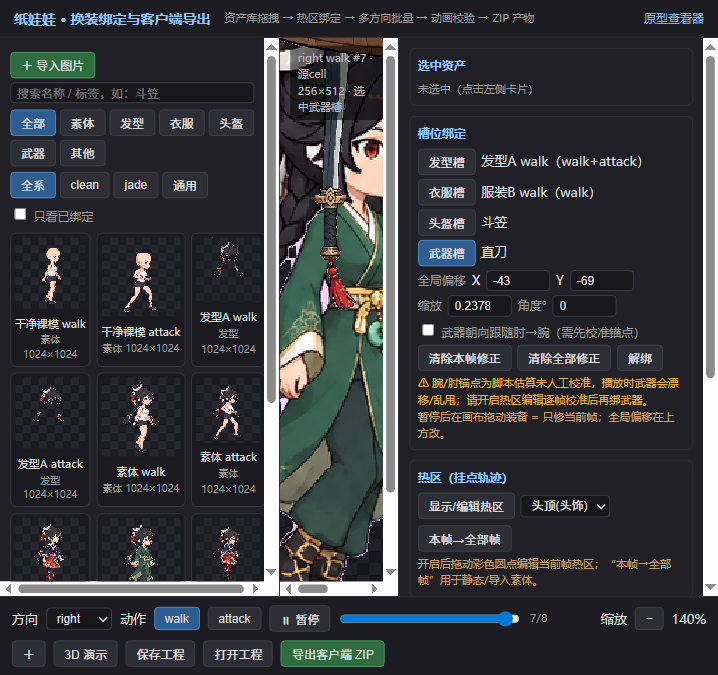 纸娃娃 • 换装绑定与客户端导出
资产库拖拽 → 热区绑定 → 多方向批量 → 动画校验 → ZIP 产物
原型查看器
＋ 导入图片
搜索名称 / 标签，如：斗笠
全部 素体 发型 衣服 头盔
武器 其他
全系 clean jade 通用
只看已绑定
干净裸模 walk
素体
1024×1024
干净裸模 attack
素体 1024×1024
发型A walk
发型
1024×1024
发型A attack
发型
1024×1024
素体 walk
素体 1024×1024
素体 attack
素体
1024×1024
right walk #7 ·
源cell
256×512 · 选
中武器槽
选中资产
未选中（点击左侧卡片）
槽位绑定
发型槽 发型A walk（walk+attack）
衣服槽 服装B walk（walk）
头盔槽 斗笠
武器槽 直刀
全局偏移 X -43 Y -69
缩放 0.2378 角度° 0
武器朝向跟随肘→腕（需先校准锚点）
清除本帧修正 清除全部修正 解绑
⚠ 腕/肘锚点为脚本估算未人工校准，播放时武器会漂
移/乱甩；请开启热区编辑逐帧校准后再绑武器。
暂停后在画布拖动装备 = 只修当前帧；全局偏移在上
方改。
热区（挂点轨迹）
显示/编辑热区 头顶(头饰)
本帧→全部帧
开启后拖动彩色圆点编辑当前帧热区；“本帧→全部
帧”用于静态/导入素体。
方向 right 动作 walk attack ⏸ 暂停 7/8 缩放 − 140%
＋ 3D 演示 保存工程 打开工程 导出客户端 ZIP